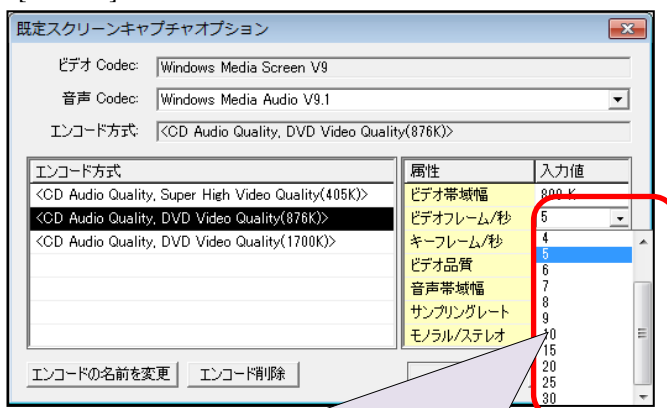 既定スクリーンキャプチャオプション
ビデオ Codec: Windows Media Screen V9
音声 Codec: Windows Media Audio V9.1
エンコード方式: <CD Audio Quality, DVD Video Quality(876K)>
エンコード方式
<CD Audio Quality, Super High Video Quality(405K)>
<CD Audio Quality, DVD Video Quality(876K)>
<CD Audio Quality, DVD Video Quality(1700K)>
属性 入力値
ビデオ帯域幅 800 K
ビデオフレーム/秒 5
キーフレーム/秒
ビデオ品質
音声帯域幅
サンプリングレート
モノラル/ステレオ
4
5
6
7
8
9
10
15
20
25
30
エンコードの名前を変更 エンコード削除